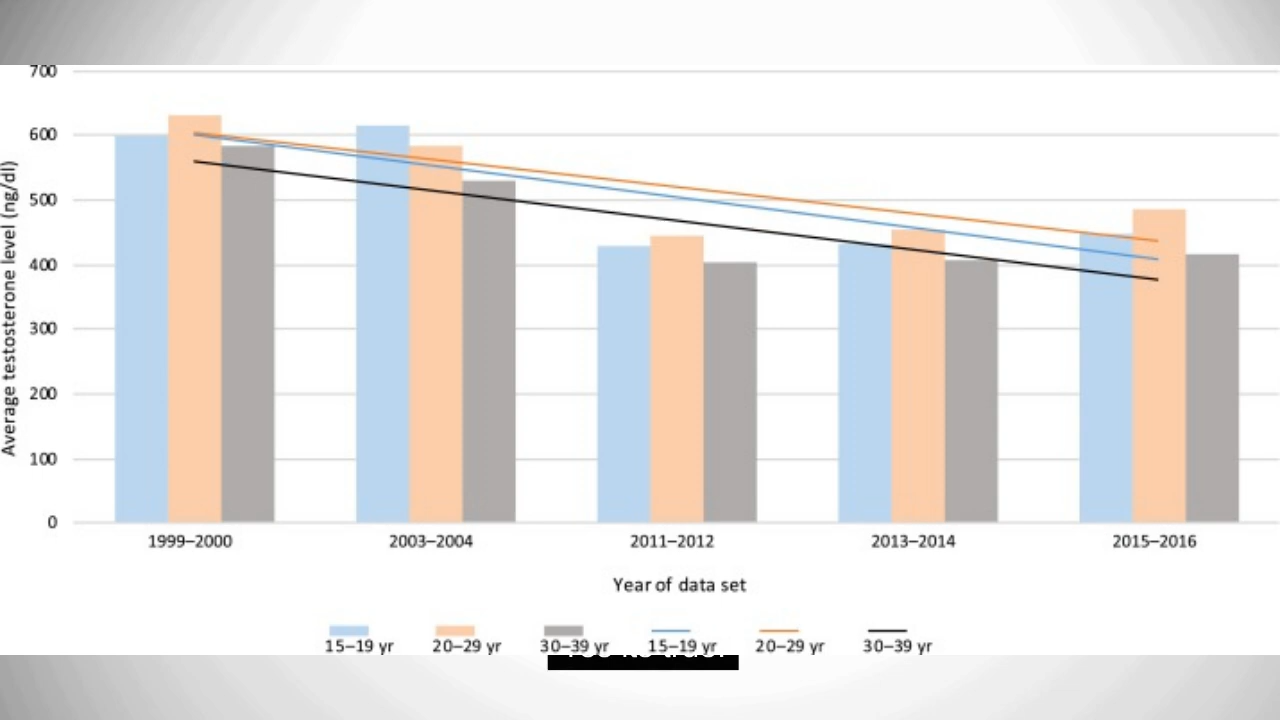 700
600
500
400
300
200
100
0
Average testosterone level (ng/dl)
1999–2000 2003–2004 2011–2012 2013–2014 2015–2016
Year of data set
15–19 yr 20–29 yr 30–39 yr 15–19 yr 20–29 yr 30–39 yr